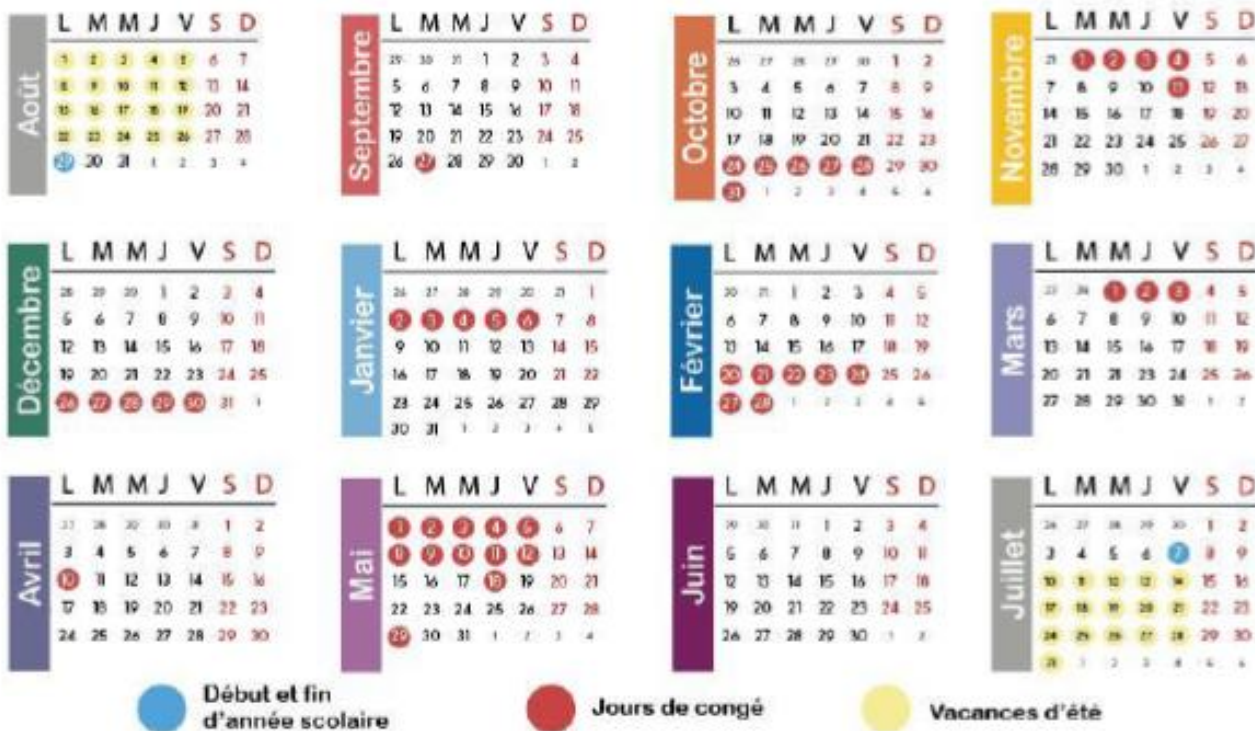 Août
L M M J V S D
1 2 3 4 5 6 7
8 9 10 11 12 13 14
15 16 17 18 19 20 21
22 23 24 25 26 27 28
29 30 31 1 2 3 4
Septembre
L M M J V S D
29 30 31 1 2 3 4
5 6 7 8 9 10 11
12 13 14 15 16 17 18
19 20 21 22 23 24 25
26 27 28 29 30 1 2
Octobre
L M M J V S D
26 27 28 29 30 1 2
3 4 5 6 7 8 9
10 11 12 13 14 15 16
17 18 19 20 21 22 23
24 25 26 27 28 29 30
31 1 2 3 4 5 6
Novembre
L M M J V S D
1 2 3 4 5 6
7 8 9 10 11 12 13
14 15 16 17 18 19 20
21 22 23 24 25 26 27
28 29 30 1 2 3 4
Décembre
L M M J V S D
28 29 1 2 3 4
5 6 7 8 9 10 11
12 13 14 15 16 17 18
19 20 21 22 23 24 25
26 27 28 29 30 31 1
Janvier
L M M J V S D
26 27 28 29 1
2 3 4 5 6 7 8
9 10 11 12 13 14 15
16 17 18 19 20 21 22
23 24 25 26 27 28 29
30 31 1 2 3 4 5
Février
L M M J V S D
1 2 3 4 5
6 7 8 9 10 11 12
13 14 15 16 17 18 19
20 21 22 23 24 25 26
27 28 1 2 3 4 5
Mars
L M M J V S D
1 2 3 4 5
6 7 8 9 10 11 12
13 14 15 16 17 18 19
20 21 21 23 24 25 26
27 28 29 30 31 1 2
Avril
L M M J V S D
27 28 1 2
3 4 5 6 7 8 9
10 11 12 13 14 15 16
17 18 19 20 21 22 23
24 25 26 27 28 29 30
Mai
L M M J V S D
1 2 3 4 5 6 7
8 9 10 11 12 13 14
15 16 17 18 19 20 21
22 23 24 25 26 27 28
29 30 31 1 2 3 4
Juin
L M M J V S D
29 30 31 1 2 3 4
5 6 7 8 9 10 11
12 13 14 15 16 17 18
19 20 21 22 23 24 25
26 27 28 29 30 1 2
Juillet
L M M J V S D
26 27 28 29 30 1 2
3 4 5 6 7 8 9
10 11 12 13 14 15 16
17 18 19 20 21 22 23
24 25 26 27 28 29 30
31 1 2 3 4 5 6
Début et fin
d'année scolaire
Jours de congé
Vacances d'été